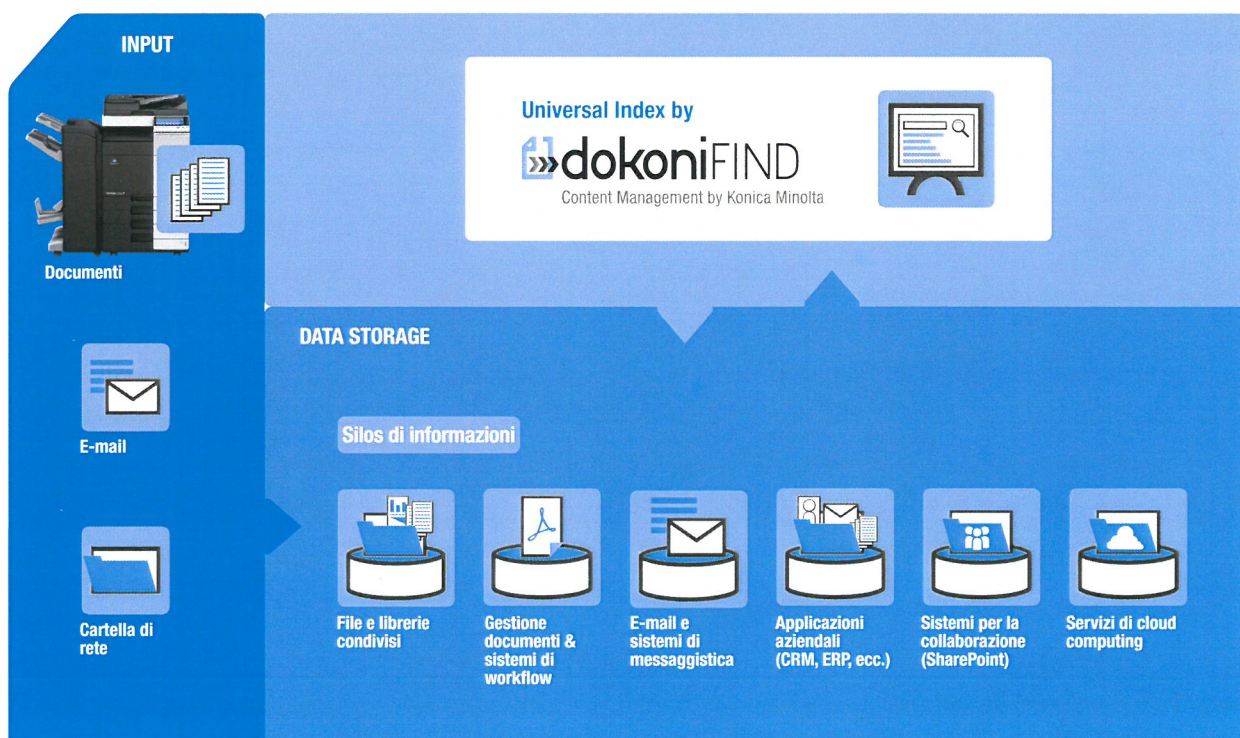 INPUT
Documenti
E-mail
Cartella di
rete
Universal Index by
dokoniFIND
Content Management by Konica Minolta
DATA STORAGE
Silos di informazioni
File e librerie
condivisi
Gestione
documenti &
sistemi di
workflow
E-mail e
sistemi di
messaggistica
Applicazioni
aziendali
(CRM, ERP, ecc.)
Sistemi per la
collaborazione
(SharePoint)
Servizi di cloud
computing